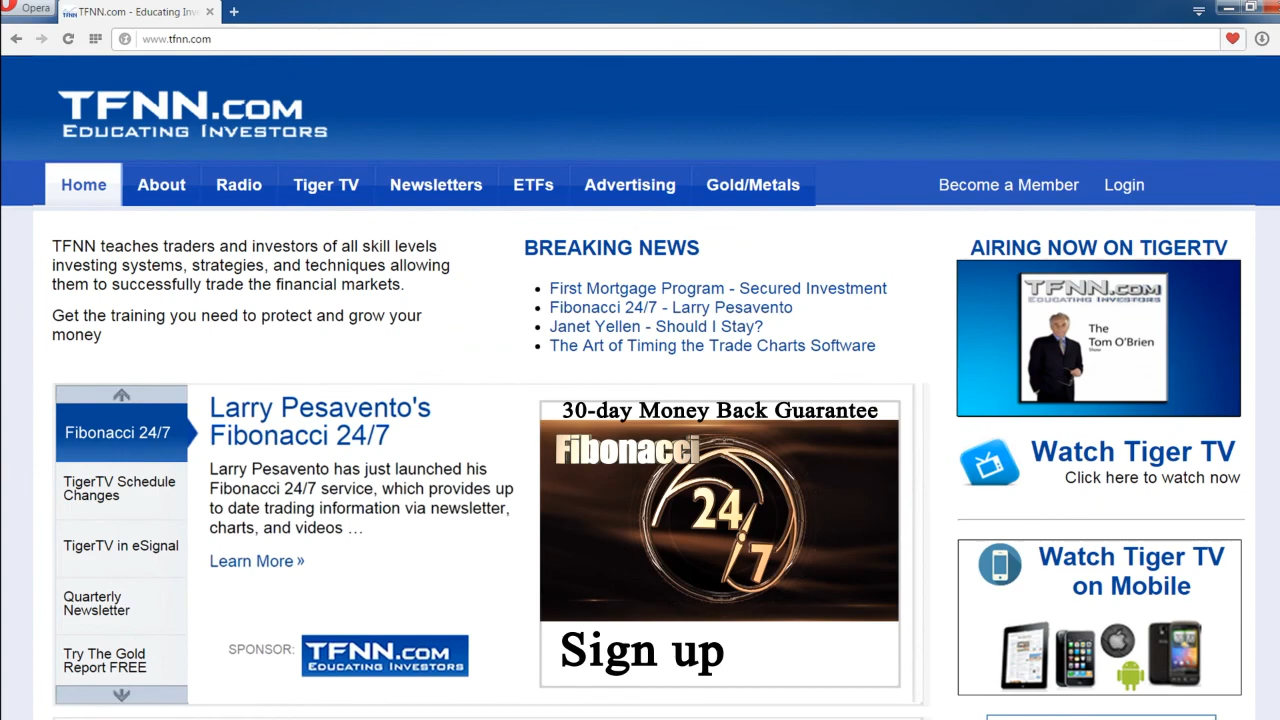 Opera
TFNN.com - Educating Inv
www.tfnn.com
TFNN.COM
EDUCATING INVESTORS
Home
About
Radio
Tiger TV
Newsletters
ETFs
Advertising
Gold/Metals
Become a Member
Login
TFNN teaches traders and investors of all skill levels
investing systems, strategies, and techniques allowing
them to successfully trade the financial markets.
Get the training you need to protect and grow your
money
BREAKING NEWS
First Mortgage Program - Secured Investment
Fibonacci 24/7 - Larry Pesavento
Janet Yellen - Should I Stay?
The Art of Timing the Trade Charts Software
AIRING NOW ON TIGERTV
TFNN.COM
EDUCATING INVESTORS
The
Tom O'Brien
Show
Watch Tiger TV
Click here to watch now
Fibonacci 24/7
TigerTV Schedule
Changes
TigerTV in eSignal
Quarterly
Newsletter
Try The Gold
Report FREE
Larry Pesavento's
Fibonacci 24/7
Larry Pesavento has just launched his
Fibonacci 24/7 service, which provides up
to date trading information via newsletter,
charts, and videos …
Learn More »
SPONSOR:
TFNN.COM
EDUCATING INVESTORS
30-day Money Back Guarantee
Fibonacci
24
7
Sign up
Watch Tiger TV
on Mobile